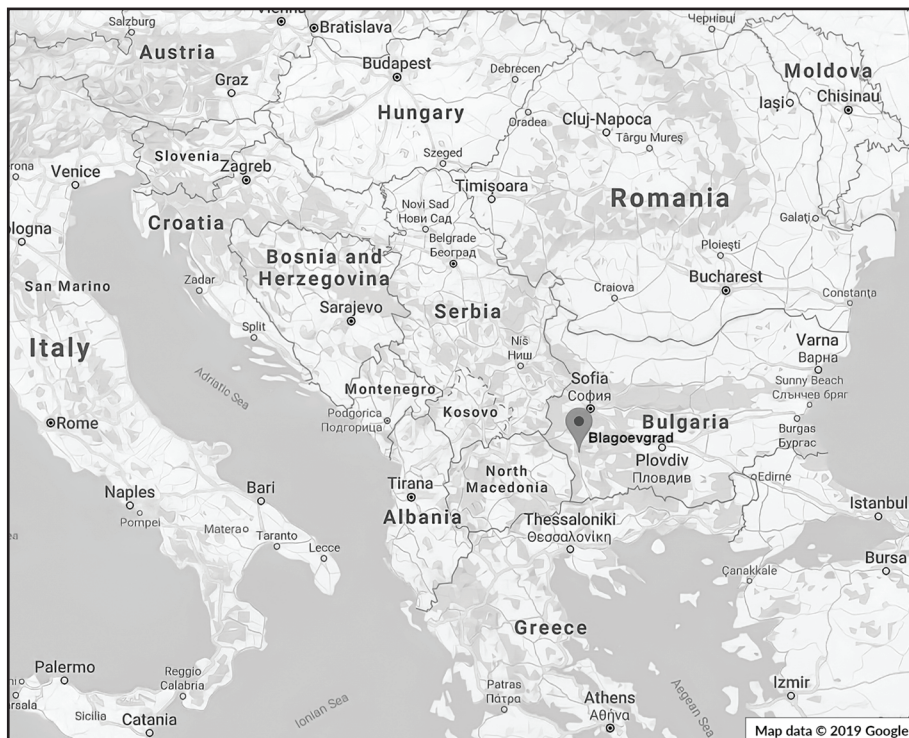 Salzburg
Vienna
Bratislava
Чернівці
Austria
Budapest
Debrecen
Moldova
Graz
Iași
Chisinau
Hungary
Oradea
Cluj-Napoca
Târgu Mureș
Slovenia
Szeged
rona
Venice
Zagreb
Timișoara
Romania
Croatia
Novi Sad
Нови Сад
Galați
ologna
Belgrade
Београд
Ploiești
Bosnia and
Herzegovina
Zadar
San Marino
Bucharest
Craiova
Constanța
Sarajevo
Serbia
Split
Niš
Ниш
Varna
Варна
Italy
Adriatic Sea
Montenegro
Sofia
София
Sunny Beach
Слънчев бряг
Podgorica
Подгорица
Kosovo
Rome
Bulgaria
Blagoevgrad
Burgas
Бургас
Plovdiv
Пловдив
North
Macedonia
Edirne
Tirana
Naples
Pompei
Bari
Albania
Thessaloniki
Θεσσαλονίκη
Istanbul
Matera
Taranto
Lecce
Bursa
Çanakkale
Greece
Palermo
Reggio
Calabria
Patras
Πάτρα
Izmir
Athens
Αθήνα
Aegean Sea
Ionian Sea
rsala
Sicilia
Catania
Map data © 2019 Google